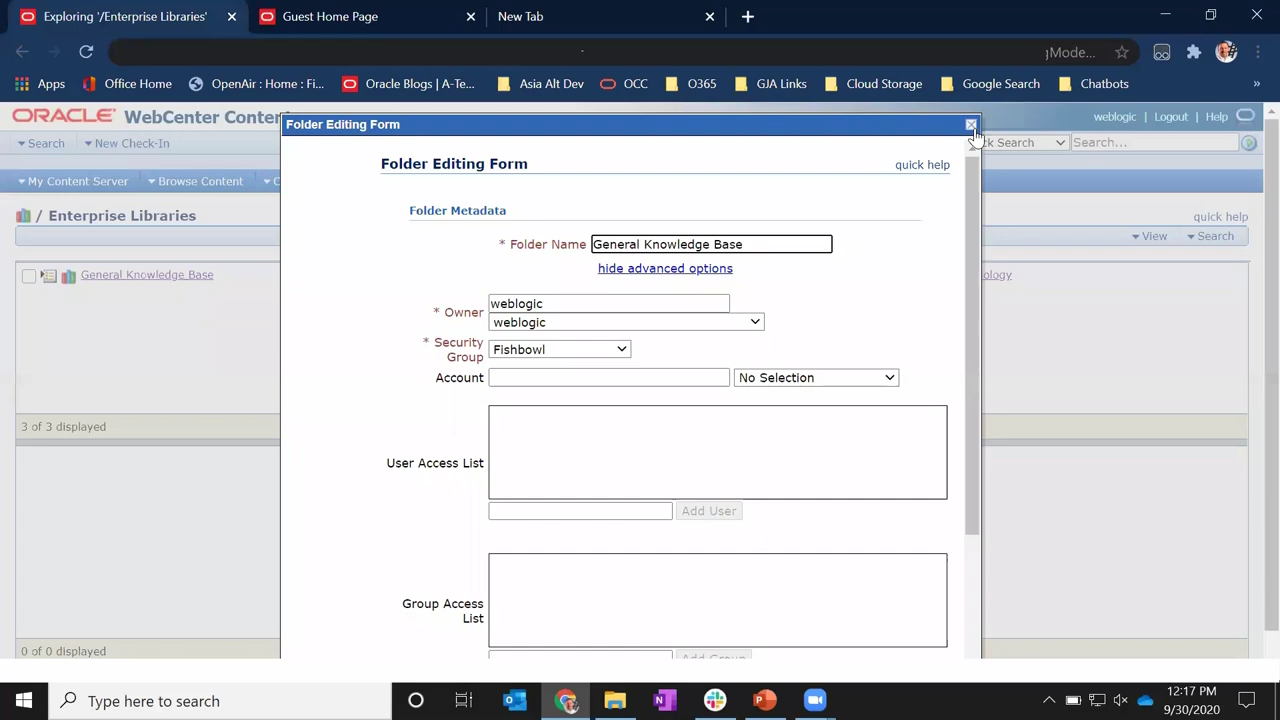 Exploring '/Enterprise Libraries'
Guest Home Page
New Tab
Mode...
Apps
Office Home
OpenAir : Home : Fi...
Oracle Blogs | A-Te...
Asia Alt Dev
OCC
O365
GJA Links
Cloud Storage
Google Search
Chatbots
»
ORACLE WebCenter Conten
weblogic
Logout
Help
Folder Editing Form
Search
New Check-In
Search
Search...
My Content Server
Browse Content
Folder Editing Form
quick help
/ Enterprise Libraries
quick help
View
Search
Folder Metadata
General Knowledge Base
* Folder Name General Knowledge Base
hide advanced options
* Owner weblogic
weblogic
* Security Group Fishbowl
Account No Selection
User Access List
Add User
Group Access
List
Add Group
3 of 3 displayed
0 of 0 displayed
Type here to search
12:17 PM
9/30/2020